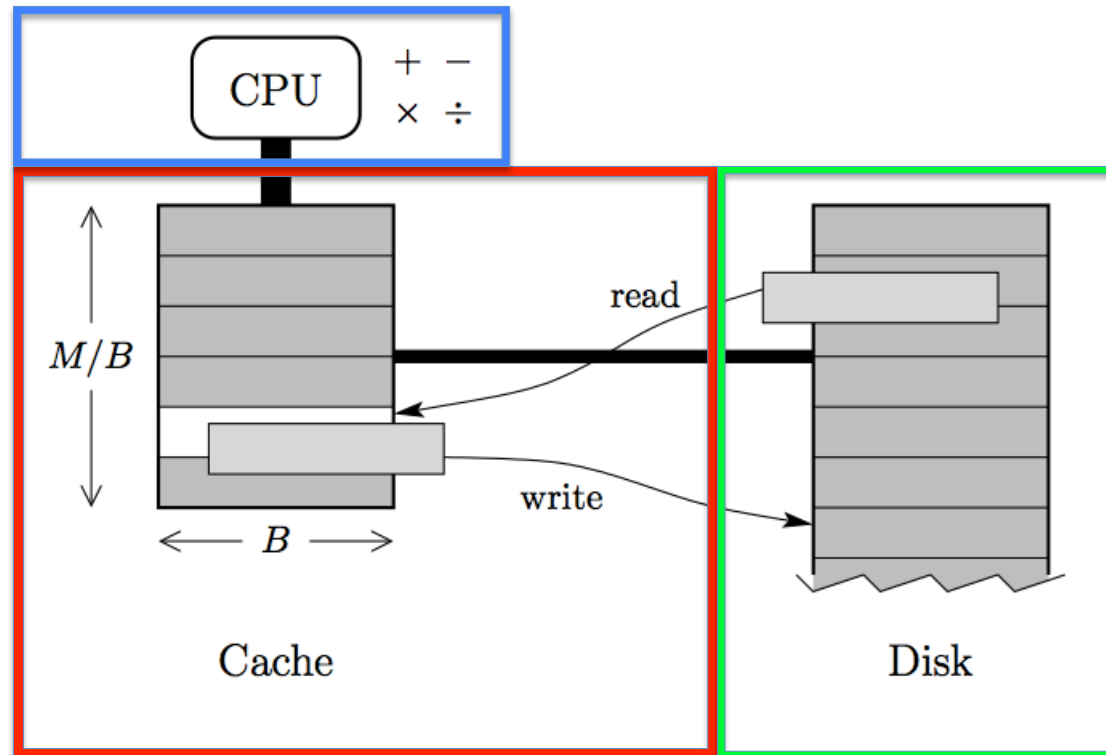 CPU
+ −
× ÷
read
M/B
write
B
Cache
Disk